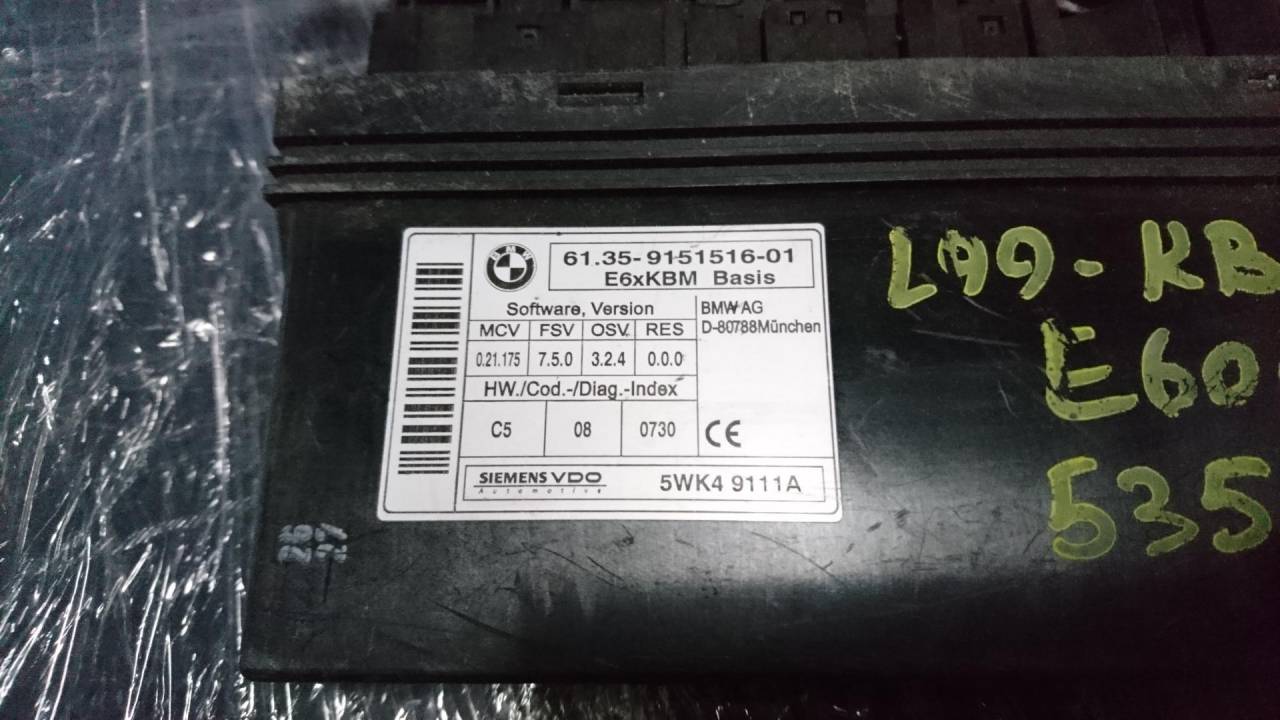 BMW
61.35-9151516-01
E6xKBM Basis
Software, Version
MCV FSV OSV RES
0.21.175 7.5.0 3.2.4 0.0.0
HW./Cod.-/Diag.-Index
C5 08 0730
BMW AG
D-80788München
CE
SIEMENS VDO
Automotive
5WK4 9111A
L99-KB
E60
535